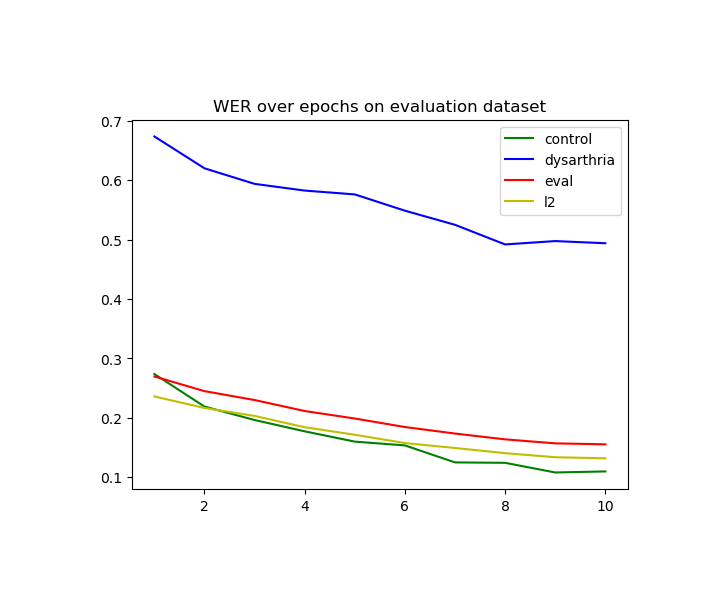 WER over epochs on evaluation dataset
0.7
0.6
0.5
0.4
0.3
0.2
0.1
control
dysarthria
eval
l2
2
4
6
8
10